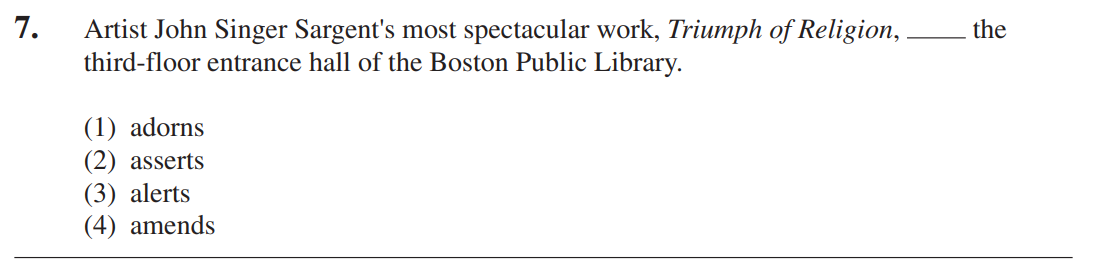 7. Artist John Singer Sargent's most spectacular work, Triumph of Religion, _____ the
third-floor entrance hall of the Boston Public Library.
(1) adorns
(2) asserts
(3) alerts
(4) amends